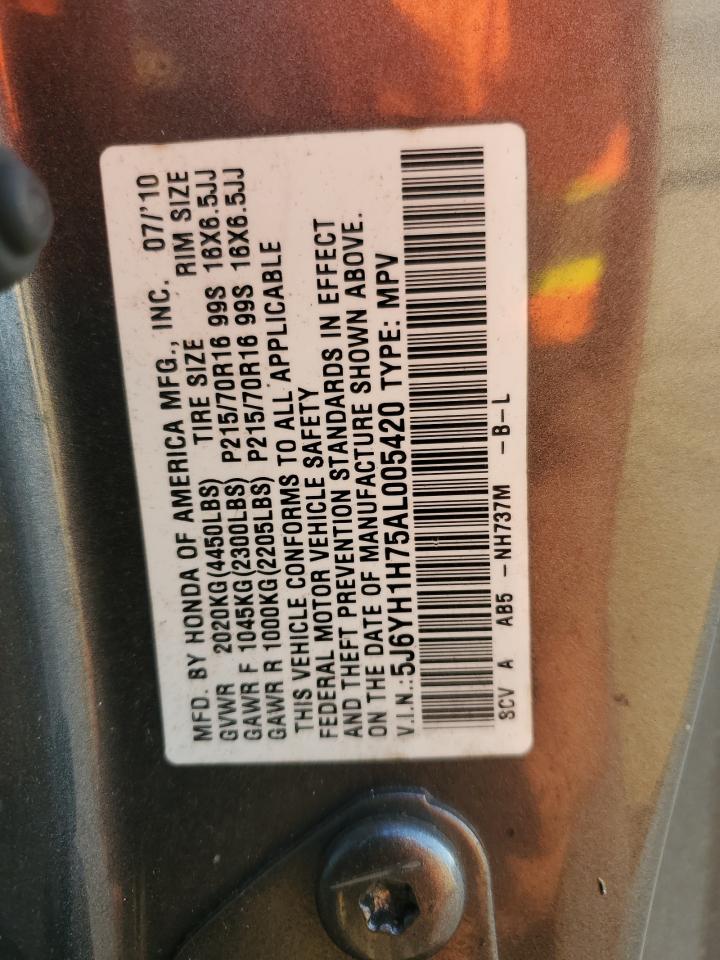 MFD. BY HONDA OF AMERICA MFG., INC. 07/'10
GVWR 2020KG(4450LBS) TIRE SIZE RIM SIZE
GAWR F 1045KG(2300LBS) P215/70R16 99S 16X6.5JJ
GAWR R 1000KG(2205LBS) P215/70R16 99S 16X6.5JJ
THIS VEHICLE CONFORMS TO ALL APPLICABLE
FEDERAL MOTOR VEHICLE SAFETY
AND THEFT PREVENTION STANDARDS IN EFFECT
ON THE DATE OF MANUFACTURE SHOWN ABOVE.
V.I.N.:5J6YH1H75AL005420 TYPE: MPV
SCV A AB5 -NH737M -B-L